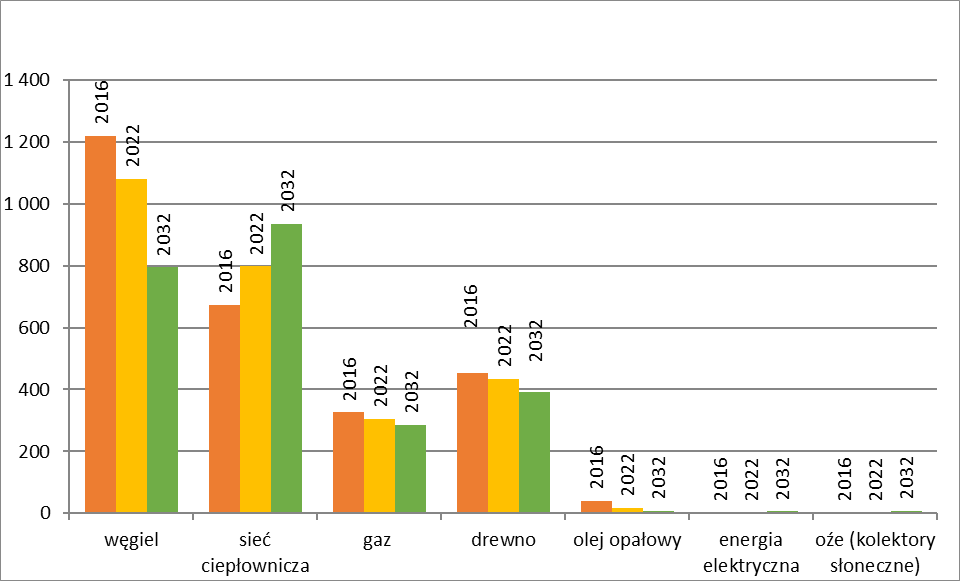 1 400
1 200
1 000
800
600
400
200
0
2016
2022
2032
2016
2022
2032
2016
2022
2032
2016
2022
2032
2016
2022
2032
2016
2022
2032
2016
2022
2032
węgiel
sieć
ciepłownicza
gaz
drewno
olej opałowy
energia
elektryczna
oźe (kolektory
słoneczne)